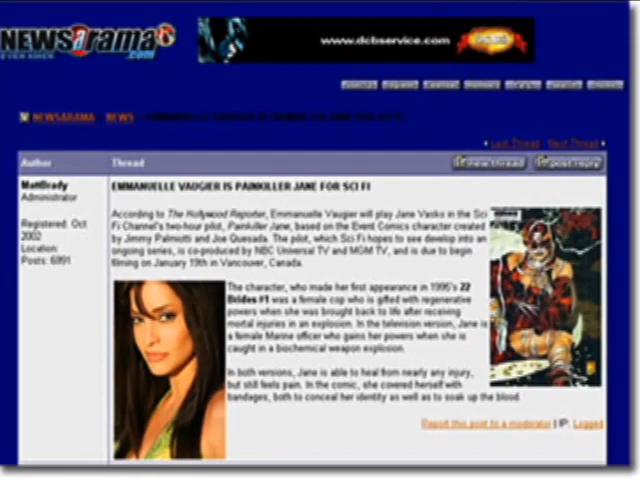 NEWSarama
.com
www.dcbservice.com
NEWSARAMA NEWS
Last Thread Next Thread
Author Thread new thread post reply
MattBrady
Administrator
Registered: Oct
2002
Location:
Posts: 6891
EMMANUELLE VAUGIER IS PAINKILLER JANE FOR SCI FI
According to The Hollywood Reporter, Emmanuelle Vaugier will play Jane Vasko in the Sci
Fi Channel's two-hour pilot, Painkiller Jane, based on the Event Comics character created
by Jimmy Palmiotti and Joe Quesada. The pilot, which Sci Fi hopes to see develop into an
ongoing series, is co-produced by NBC Universal TV and MGM TV, and is due to begin
filming on January 19th in Vancouver, Canada.
The character, who made her first appearance in 1995's 22
Brides #1 was a female cop who is gifted with regenerative
powers when she was brought back to life after receiving
mortal injuries in an explosion. In the television version, Jane is
a female Marine officer who gains her powers when she is
caught in a biochemical weapon explosion.
In both versions, Jane is able to heal from nearly any injury,
but still feels pain. In the comic, she covered herself with
bandages, both to conceal her identity as well as to soak up the blood.
Report this post to a moderator | IP: Logged